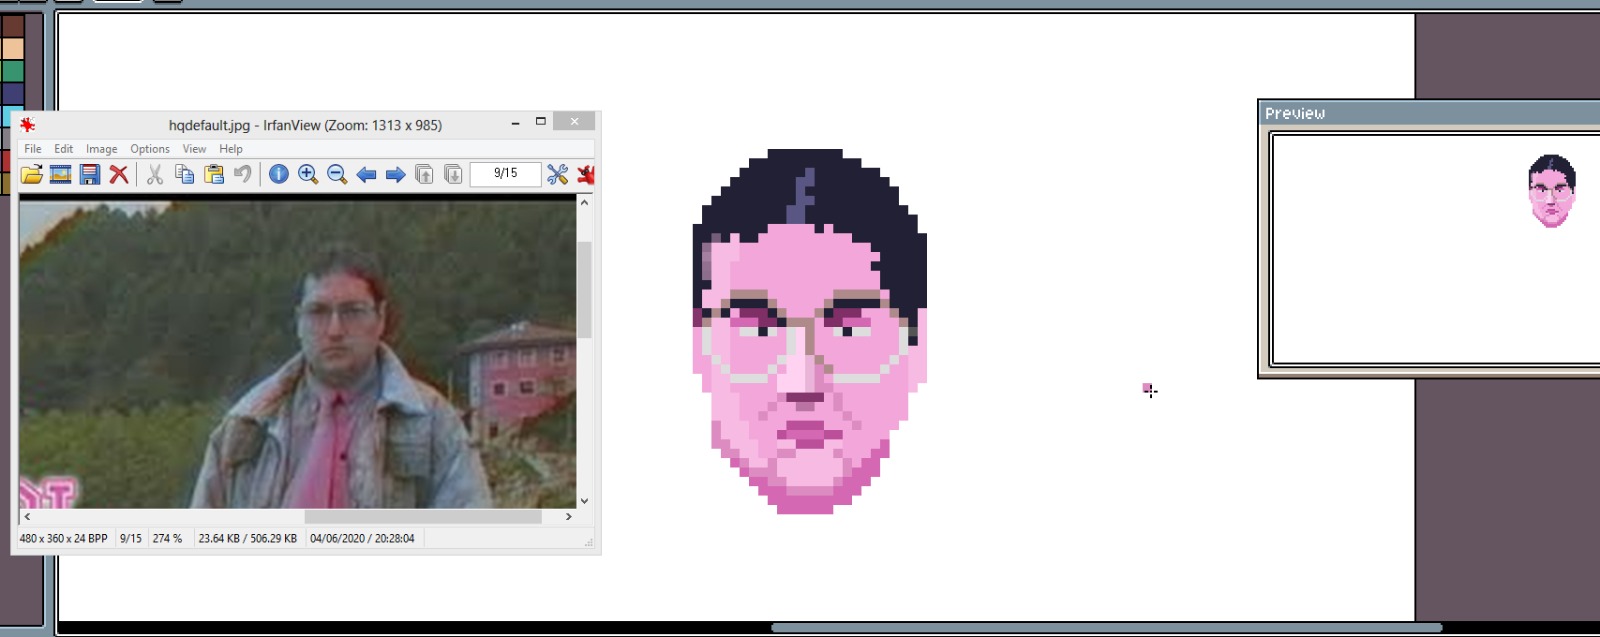 hqdefault.jpg - IrfanView (Zoom: 1313 x 985)
File Edit Image Options View Help
9/15
480 x 360 x 24 BPP 9/15 274 % 23.64 KB / 506.29 KB 04/06/2020 / 20:28:04
Preview